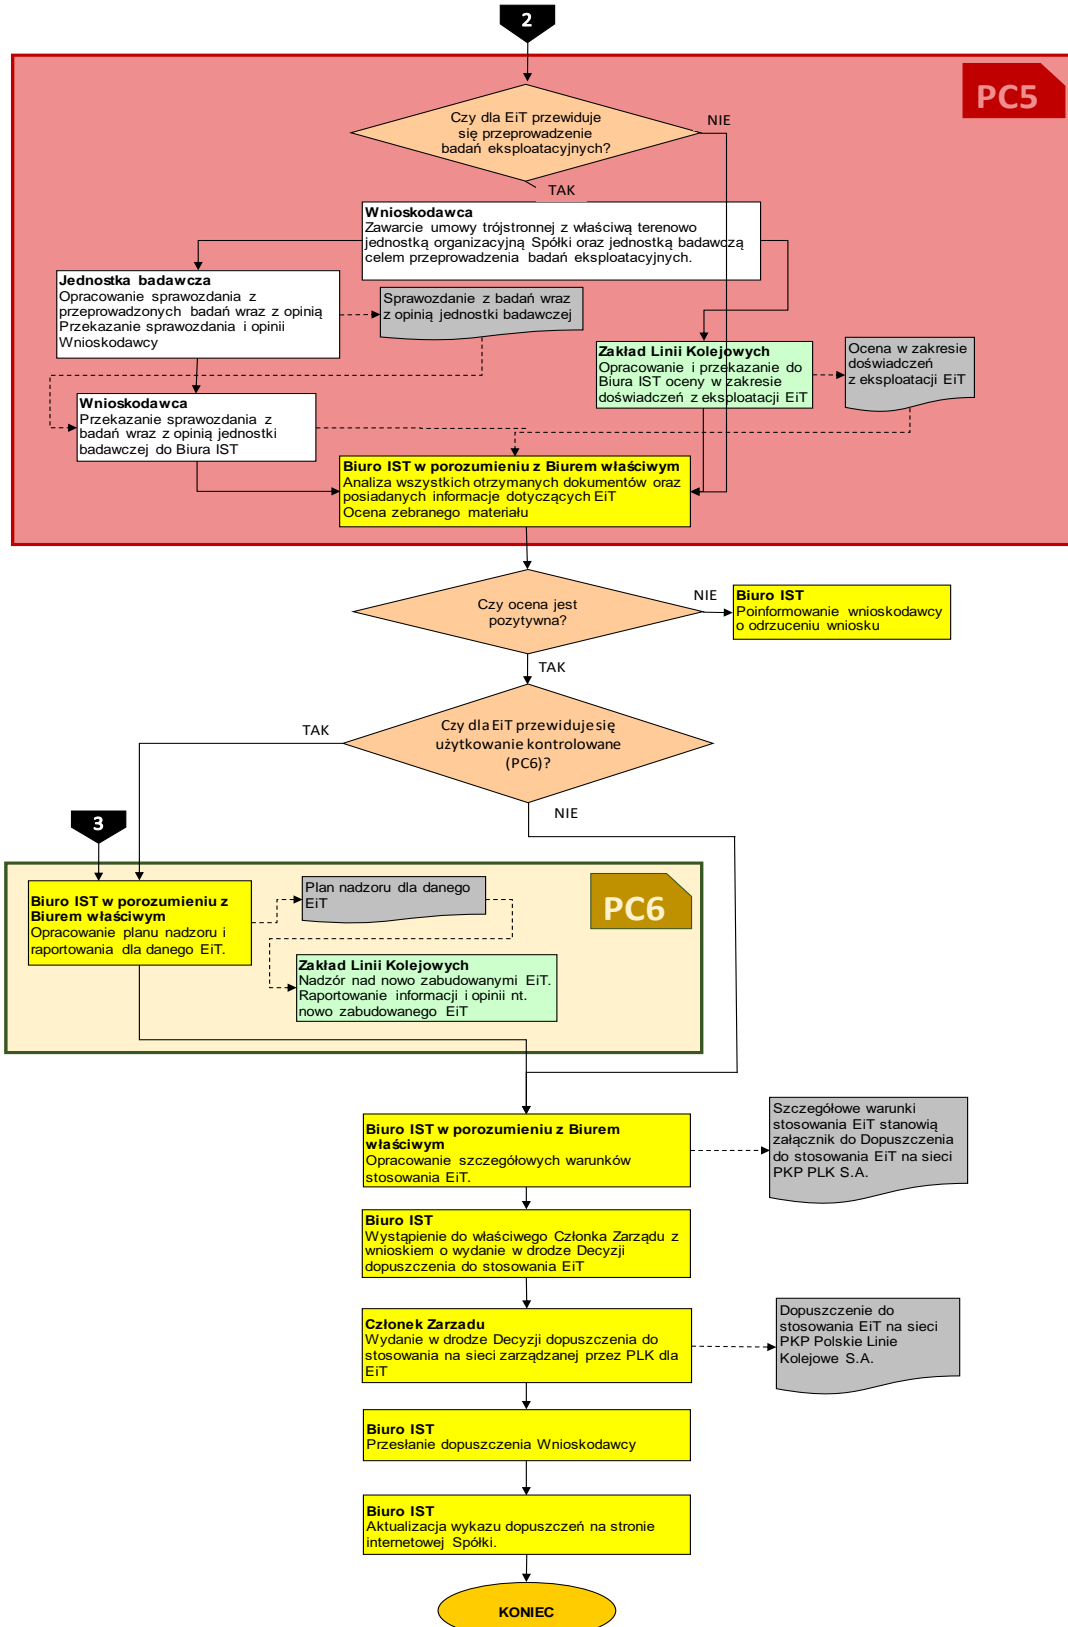 2
PC5
Czy dla EiT przewiduje
się przeprowadzenie
badań eksploatacyjnych?
NIE
TAK
Wnioskodawca
Zawarcie umowy trójstronnej z właściwą terenowo
jednostką organizacyjną Spółki oraz jednostką badawczą
celem przeprowadzenia badań eksploatacyjnych.
Jednostka badawcza
Opracowanie sprawozdania z
przeprowadzonych badań wraz z opinią
Przekazanie sprawozdania i opinii
Wnioskodawcy
Sprawozdanie z badań wraz
z opinią jednostki badawczej
Zakład Linii Kolejowych
Opracowanie i przekazanie do
Biura IST oceny w zakresie
doświadczeń z eksploatacji EiT
Ocena w zakresie
doświadczeń
z eksploatacji EiT
Wnioskodawca
Przekazanie sprawozdania z
badań wraz z opinią jednostki
badawczej do Biura IST
Biuro IST w porozumieniu z Biurem właściwym
Analiza wszystkich otrzymanych dokumentów oraz
posiadanych informacje dotyczących EiT
Ocena zebranego materiału
Czy ocena jest
pozytywna?
NIE
Biuro IST
Poinformowanie wnioskodawcy
o odrzuceniu wniosku
TAK
Czy dla EiT przewiduje się
użytkowanie kontrolowane
(PC6)?
TAK
NIE
3
PC6
Biuro IST w porozumieniu z
Biurem właściwym
Opracowanie planu nadzoru i
raportowania dla danego EiT.
Plan nadzoru dla danego
EiT
Zakład Linii Kolejowych
Nadzór nad nowo zabudowanymi EiT.
Raportowanie informacji i opinii nt.
nowo zabudowanego EiT
Biuro IST w porozumieniu z Biurem
właściwym
Opracowanie szczegółowych warunków
stosowania EiT.
Szczegółowe warunki
stosowania EiT stanowią
załącznik do Dopuszczenia
do stosowania EiT na sieci
PKP PLK S.A.
Biuro IST
Wystąpienie do właściwego Członka Zarządu z
wnioskiem o wydanie w drodze Decyzji
dopuszczenia do stosowania EiT
Członek Zarzadu
Wydanie w drodze Decyzji dopuszczenia do
stosowania na sieci zarządzanej przez PLK dla
EiT
Dopuszczenie do
stosowania EiT na sieci
PKP Polskie Linie
Kolejowe S.A.
Biuro IST
Przesłanie dopuszczenia Wnioskodawcy
Biuro IST
Aktualizacja wykazu dopuszczeń na stronie
internetowej Spółki.
KONIEC